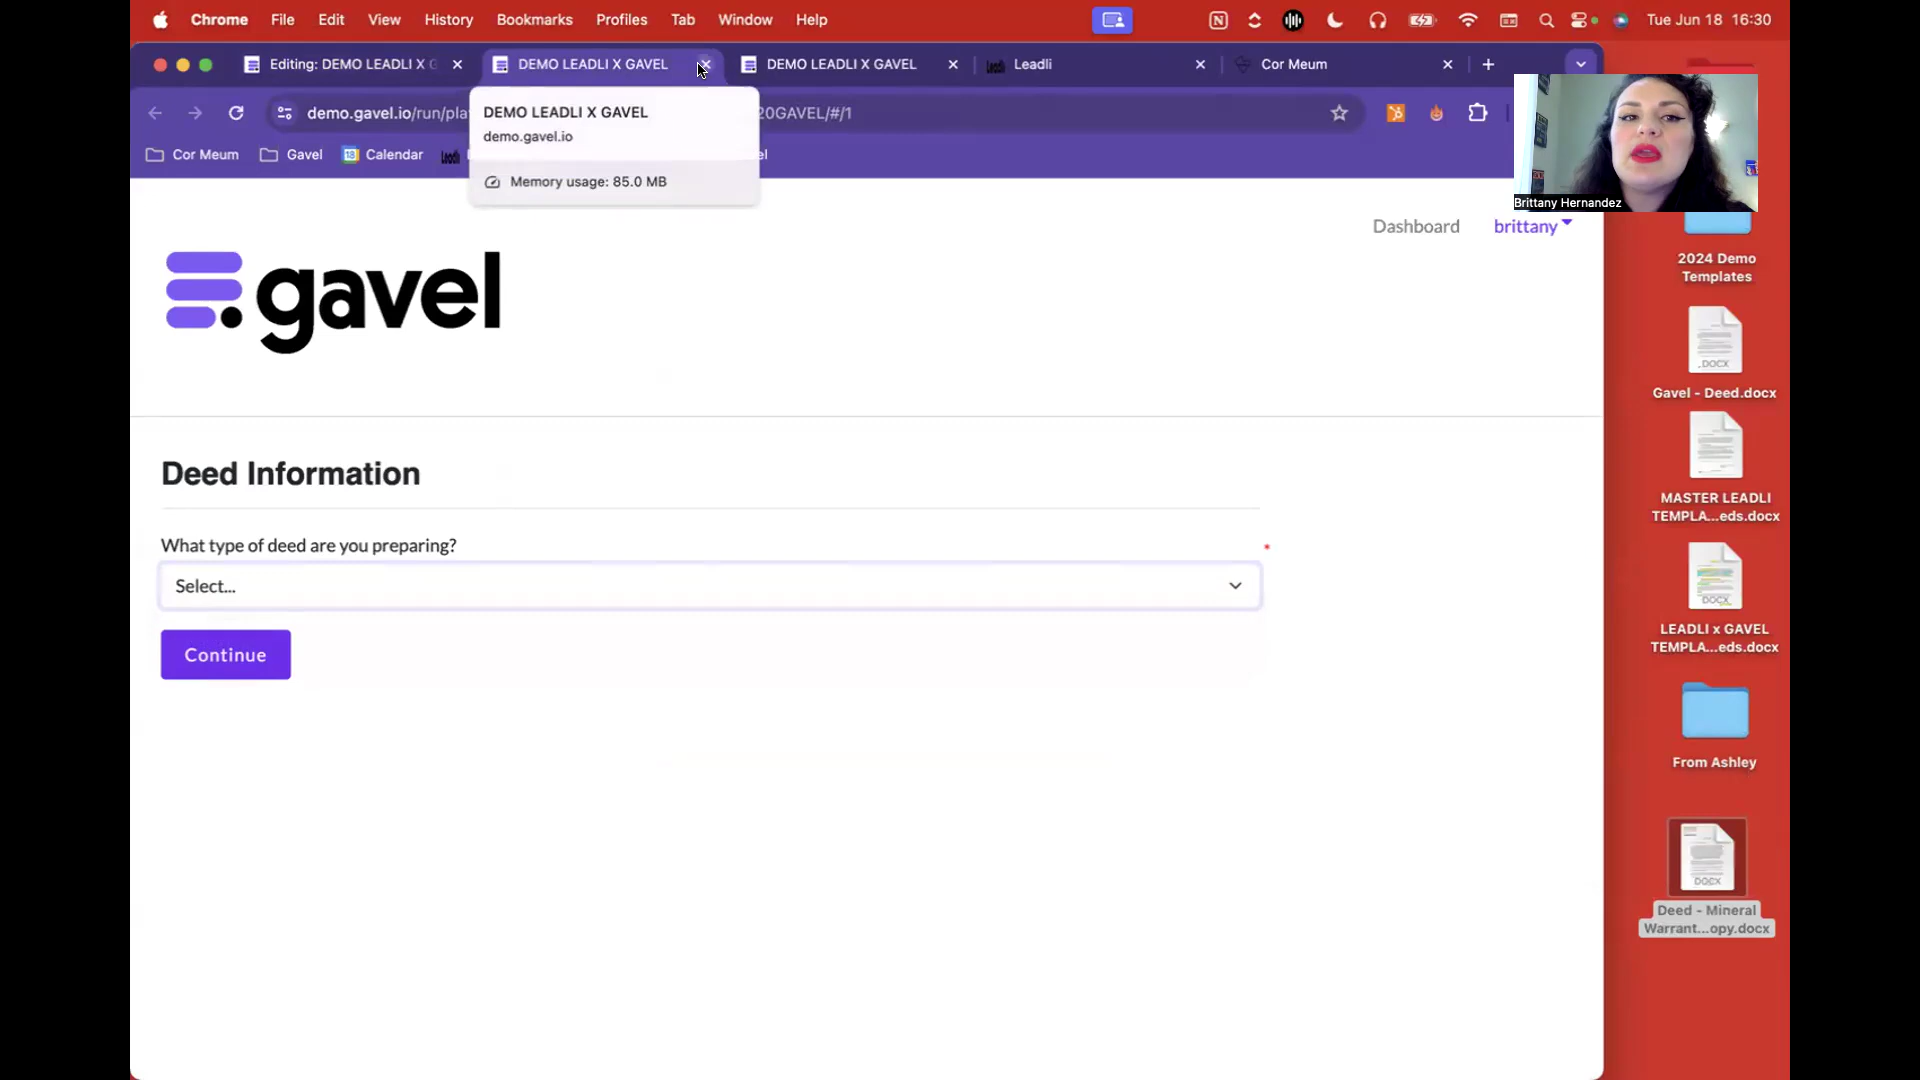 Chrome File Edit View History Bookmarks Profiles Tab Window Help Tue Jun 18 16:30
Editing: DEMO LEADLI X G DEMO LEADLI X GAVEL DEMO LEADLI X GAVEL Leadli Cor Meum
demo.gavel.io/run/pla 20GAVEL/#/1
DEMO LEADLI X GAVEL
demo.gavel.io
Memory usage: 85.0 MB
Cor Meum Gavel Calendar
Brittany Hernandez
Dashboard brittany
gavel
Deed Information
What type of deed are you preparing? *
Select...
Continue
2024 Demo
Templates
DOCX
Gavel - Deed.docx
MASTER LEADLI
TEMPLA...eds.docx
DOCX
LEADLI x GAVEL
TEMPLA...eds.docx
From Ashley
DOCX
Deed - Mineral
Warrant...opy.docx